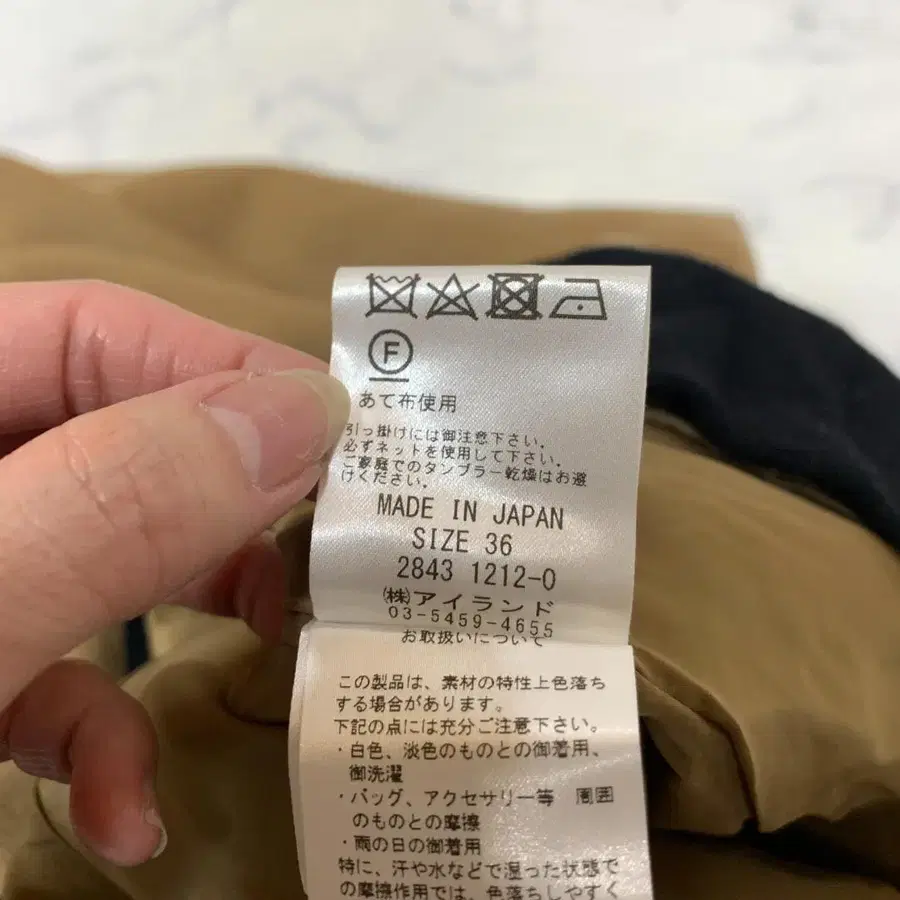 F
あて布使用
引っ掛けには御注意下さい。
必ずネットを使用して下さい。
ご家庭でのタンブラー乾燥はお避
けください。
MADE IN JAPAN
SIZE 36
2843 1212-0
㈱アイランド
03-5459-4655
お取扱いについて
この製品は、素材の特性上色落ち
する場合があります。
下記の点には充分ご注意下さい。
・白色、淡色のものとの御着用、
御洗濯
・バッグ、アクセサリー等 周囲
のものとの摩擦
・雨の日の御着用
特に、汗や水などで湿った状態で
の摩擦作用では、色落ちしやすく